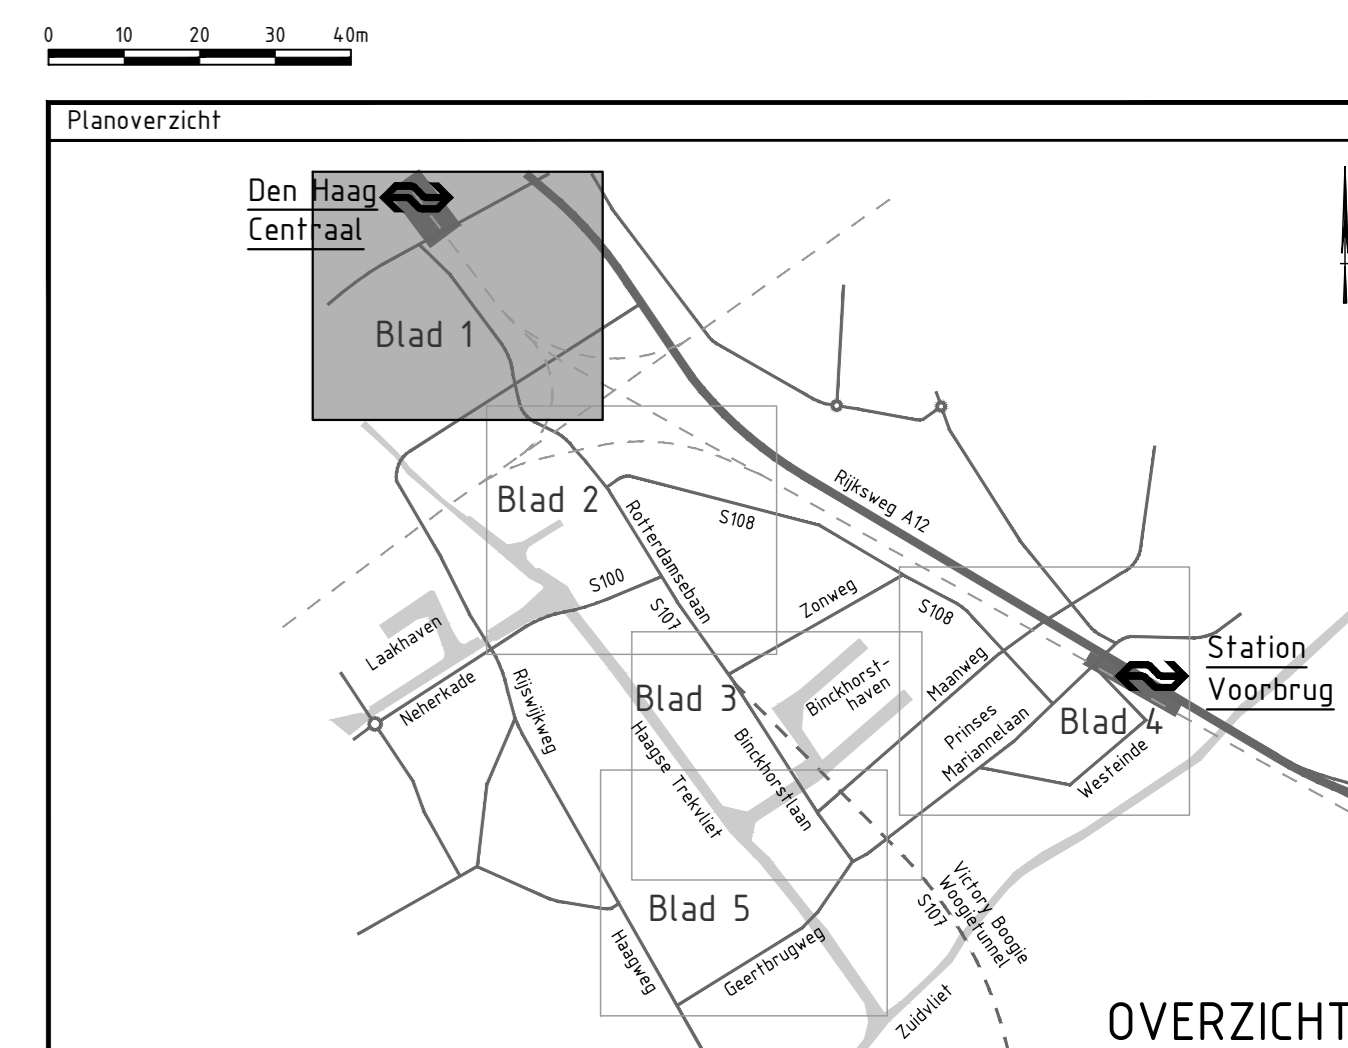 0 10 20 30 40m
Planoverzicht
Den Haag
Centraal
Blad 1
Blad 2
Rijksweg A12
S108
Rotterdamsebaan
S100
S107
Zonweg
S108
Laakhaven
Neherkade
Rijswijkweg
Blad 3
Binckhorst-
haven
Maanweg
Station
Voorbrug
Prinses
Mariannelaan
Blad 4
Westeinde
Haagse Trekvliet
Binckhorstlaan
Blad 5
Victory Boogie
Woogietunnel
S107
Haagweg
Geertbrugweg
Zuidvliet
OVERZICHT